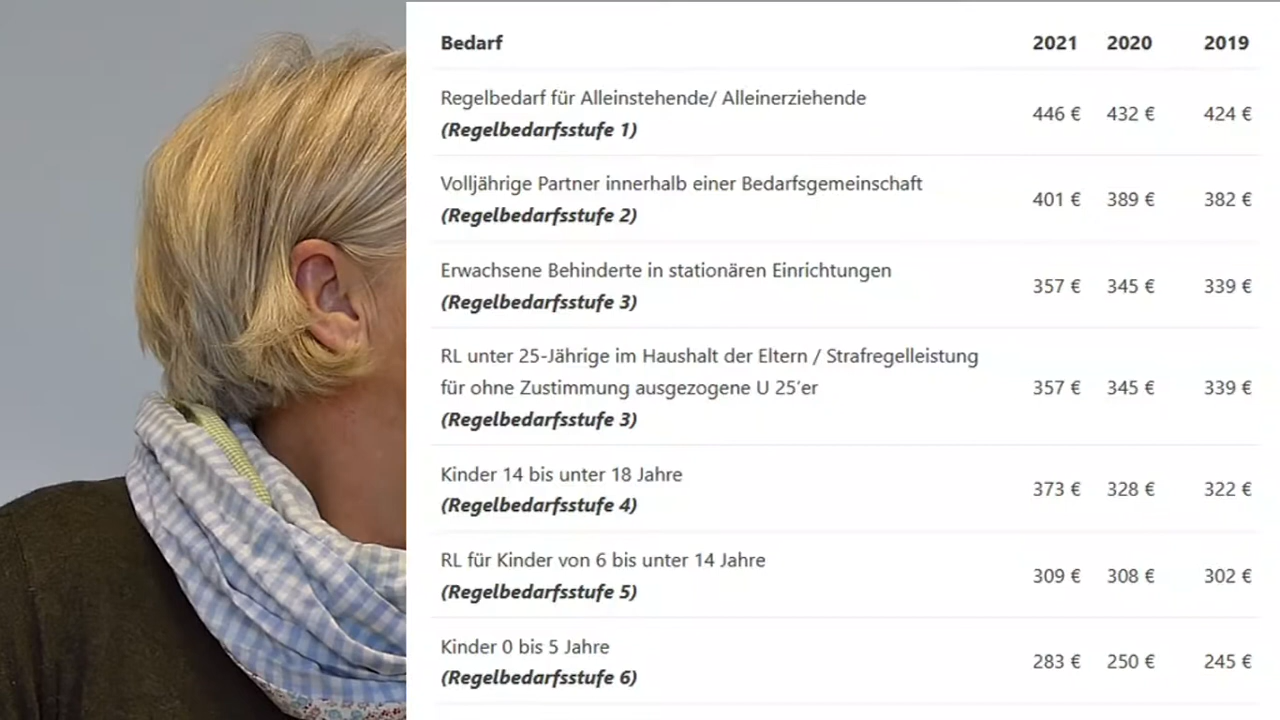 Bedarf 2021 2020 2019
Regelbedarf für Alleinstehende/ Alleinerziehende
(Regelbedarfsstufe 1) 446 € 432 € 424 €
Volljährige Partner innerhalb einer Bedarfsgemeinschaft
(Regelbedarfsstufe 2) 401 € 389 € 382 €
Erwachsene Behinderte in stationären Einrichtungen
(Regelbedarfsstufe 3) 357 € 345 € 339 €
RL unter 25-Jährige im Haushalt der Eltern / Strafregelleistung
für ohne Zustimmung ausgezogene U 25’er 357 € 345 € 339 €
(Regelbedarfsstufe 3)
Kinder 14 bis unter 18 Jahre
(Regelbedarfsstufe 4) 373 € 328 € 322 €
RL für Kinder von 6 bis unter 14 Jahre
(Regelbedarfsstufe 5) 309 € 308 € 302 €
Kinder 0 bis 5 Jahre
(Regelbedarfsstufe 6) 283 € 250 € 245 €